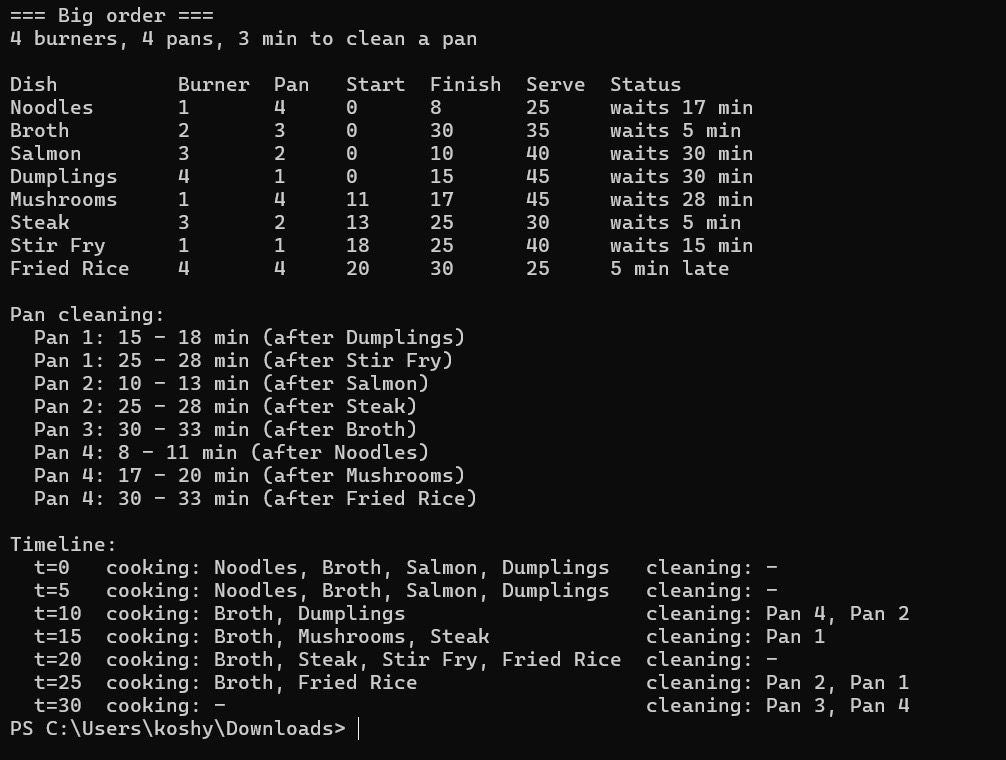 === Big order ===
4 burners, 4 pans, 3 min to clean a pan
Dish Burner Pan Start Finish Serve Status
Noodles 1 4 0 8 25 waits 17 min
Broth 2 3 0 30 35 waits 5 min
Salmon 3 2 0 10 40 waits 30 min
Dumplings 4 1 0 15 45 waits 30 min
Mushrooms 1 4 11 17 45 waits 28 min
Steak 3 2 13 25 30 waits 5 min
Stir Fry 1 1 18 25 40 waits 15 min
Fried Rice 4 4 20 30 25 5 min late
Pan cleaning:
Pan 1: 15 - 18 min (after Dumplings)
Pan 1: 25 - 28 min (after Stir Fry)
Pan 2: 10 - 13 min (after Salmon)
Pan 2: 25 - 28 min (after Steak)
Pan 3: 30 - 33 min (after Broth)
Pan 4: 8 - 11 min (after Noodles)
Pan 4: 17 - 20 min (after Mushrooms)
Pan 4: 30 - 33 min (after Fried Rice)
Timeline:
t=0 cooking: Noodles, Broth, Salmon, Dumplings cleaning: -
t=5 cooking: Noodles, Broth, Salmon, Dumplings cleaning: -
t=10 cooking: Broth, Dumplings cleaning: Pan 4, Pan 2
t=15 cooking: Broth, Mushrooms, Steak cleaning: Pan 1
t=20 cooking: Broth, Steak, Stir Fry, Fried Rice cleaning: -
t=25 cooking: Broth, Fried Rice cleaning: Pan 2, Pan 1
t=30 cooking: - cleaning: Pan 3, Pan 4
PS C:\Users\koshy\Downloads>